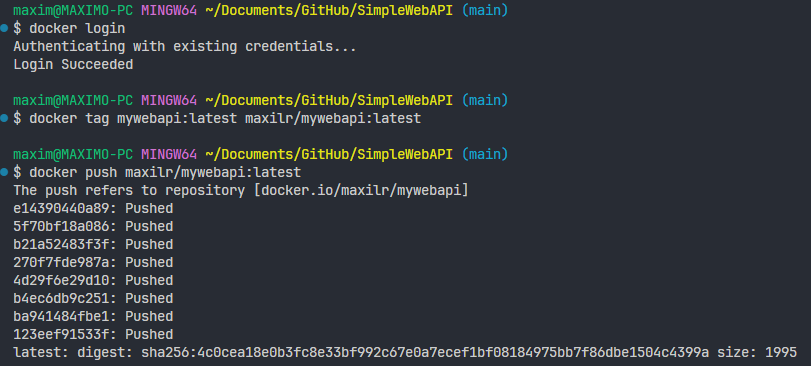 maxim@MAXIMO-PC MINGW64 ~/Documents/GitHub/SimpleWebAPI (main)
$ docker login
Authenticating with existing credentials...
Login Succeeded
maxim@MAXIMO-PC MINGW64 ~/Documents/GitHub/SimpleWebAPI (main)
$ docker tag mywebapi:latest maxilr/mywebapi:latest
maxim@MAXIMO-PC MINGW64 ~/Documents/GitHub/SimpleWebAPI (main)
$ docker push maxilr/mywebapi:latest
The push refers to repository [docker.io/maxilr/mywebapi]
e14390440a89: Pushed
5f70bf18a086: Pushed
b21a52483f3f: Pushed
270f7fde987a: Pushed
4d29f6e29d10: Pushed
b4ec6db9c251: Pushed
ba941484fbe1: Pushed
123eef91533f: Pushed
latest: digest: sha256:4c0cea18e0b3fc8e33bf992c67e0a7ecef1bf08184975bb7f86dbe1504c4399a size: 1995